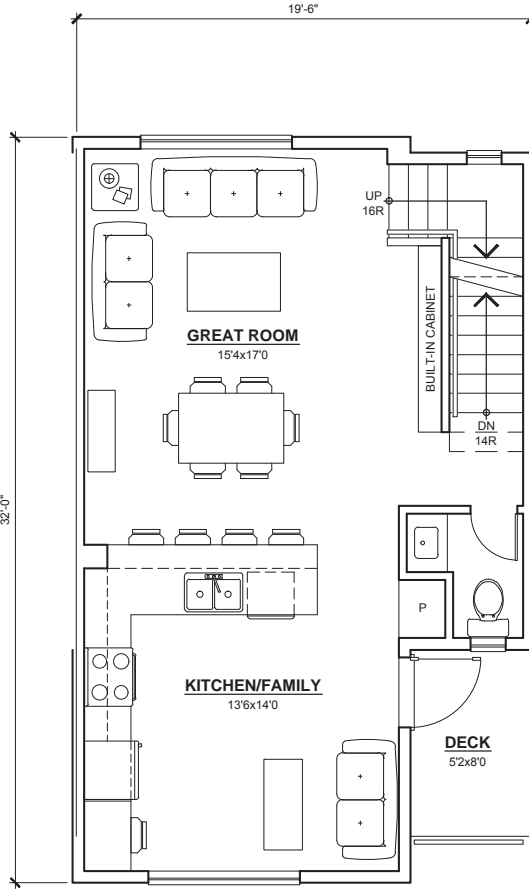 19'-6"
32'-0"
UP
16R
GREAT ROOM
15'4x17'0
BUILT-IN CABINET
DN
14R
P
KITCHEN/FAMILY
13'6x14'0
DECK
5'2x8'0